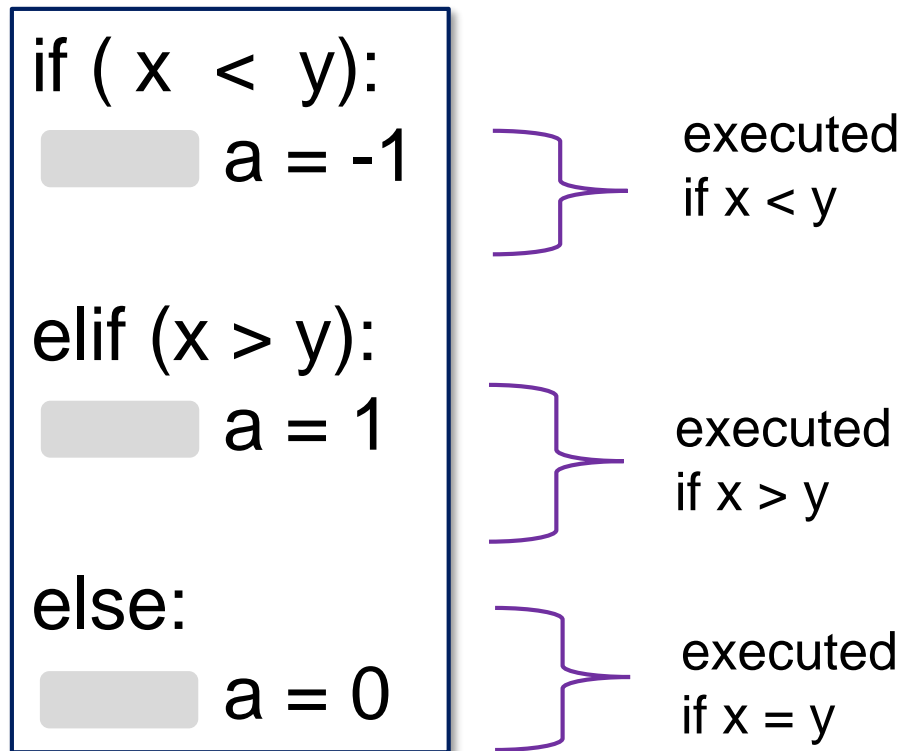 if ( x < y):
a = -1
executed
if x < y
elif (x > y):
a = 1
executed
if x > y
else:
a = 0
executed
if x = y